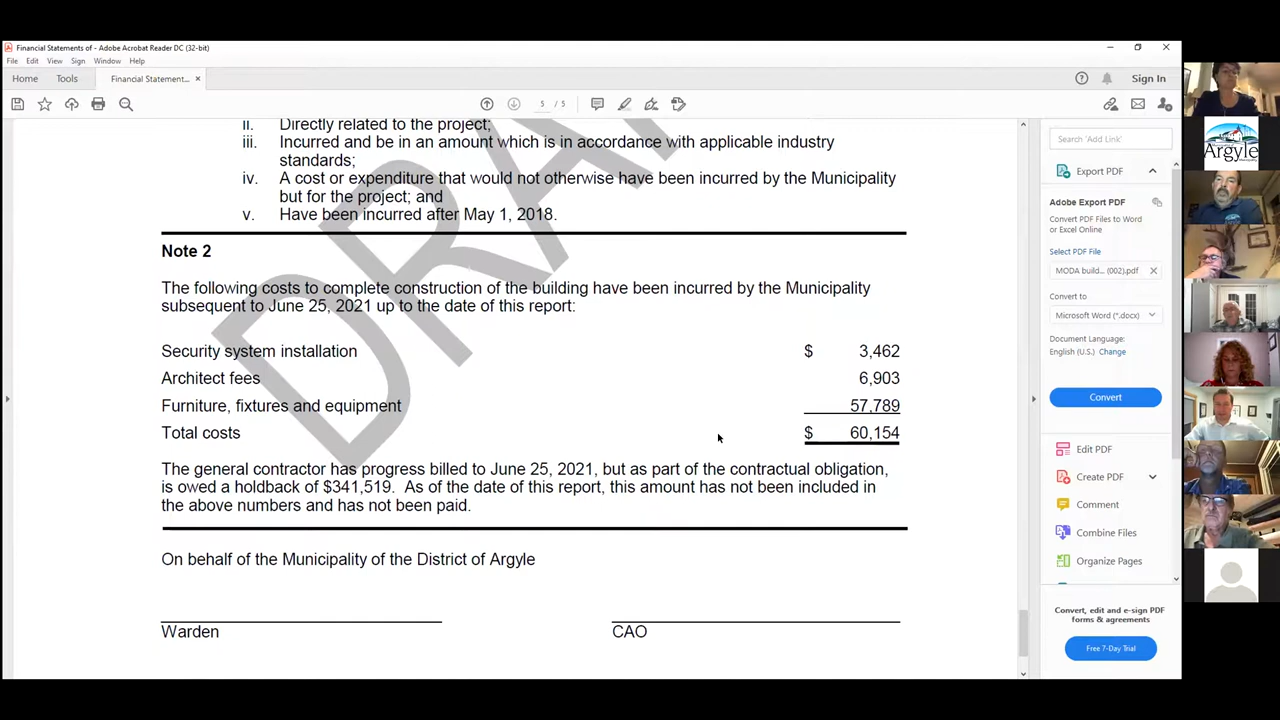 Financial Statements of - Adobe Acrobat Reader DC (32-bit)
File Edit View Sign Window Help
Home Tools Financial Statement... × Sign In
5 / 5
ii. Directly related to the project;
iii. Incurred and be in an amount which is in accordance with applicable industry
standards;
iv. A cost or expenditure that would not otherwise have been incurred by the Municipality
but for the project; and
v. Have been incurred after May 1, 2018.
Note 2
The following costs to complete construction of the building have been incurred by the Municipality
subsequent to June 25, 2021 up to the date of this report:
Security system installation $ 3,462
Architect fees 6,903
Furniture, fixtures and equipment 57,789
Total costs $ 60,154
The general contractor has progress billed to June 25, 2021, but as part of the contractual obligation,
is owed a holdback of $341,519. As of the date of this report, this amount has not been included in
the above numbers and has not been paid.
On behalf of the Municipality of the District of Argyle
Warden CAO
DRA
Search 'Add Link'
Export PDF
Adobe Export PDF
Convert PDF Files to Word
or Excel Online
Select PDF File
MODA build... (002).pdf
Convert to
Microsoft Word (*.docx)
Document Language:
English (U.S.) Change
Convert
Edit PDF
Create PDF
Comment
Combine Files
Organize Pages
Convert, edit and e-sign PDF
forms & agreements
Free 7-Day Trial
Argyle